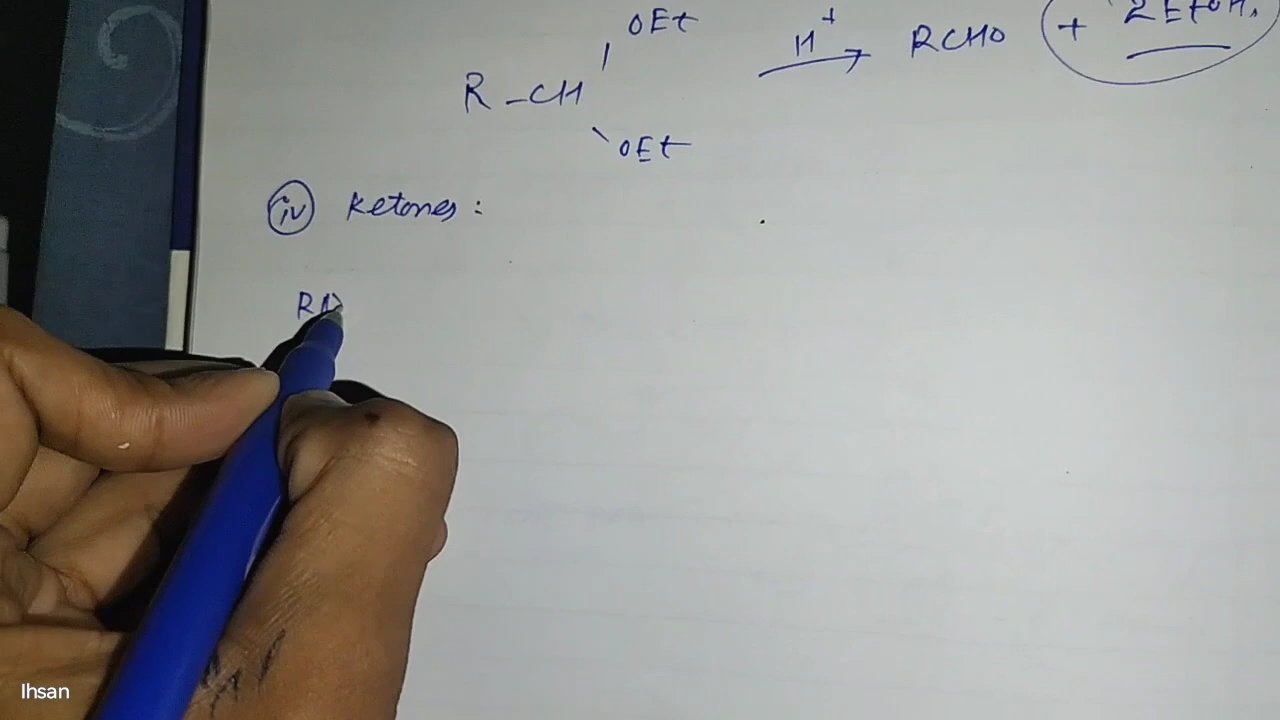 OEt
R-CH H+ RCHO + 2EtOH,
OEt
iv Ketones:
R
Ihsan